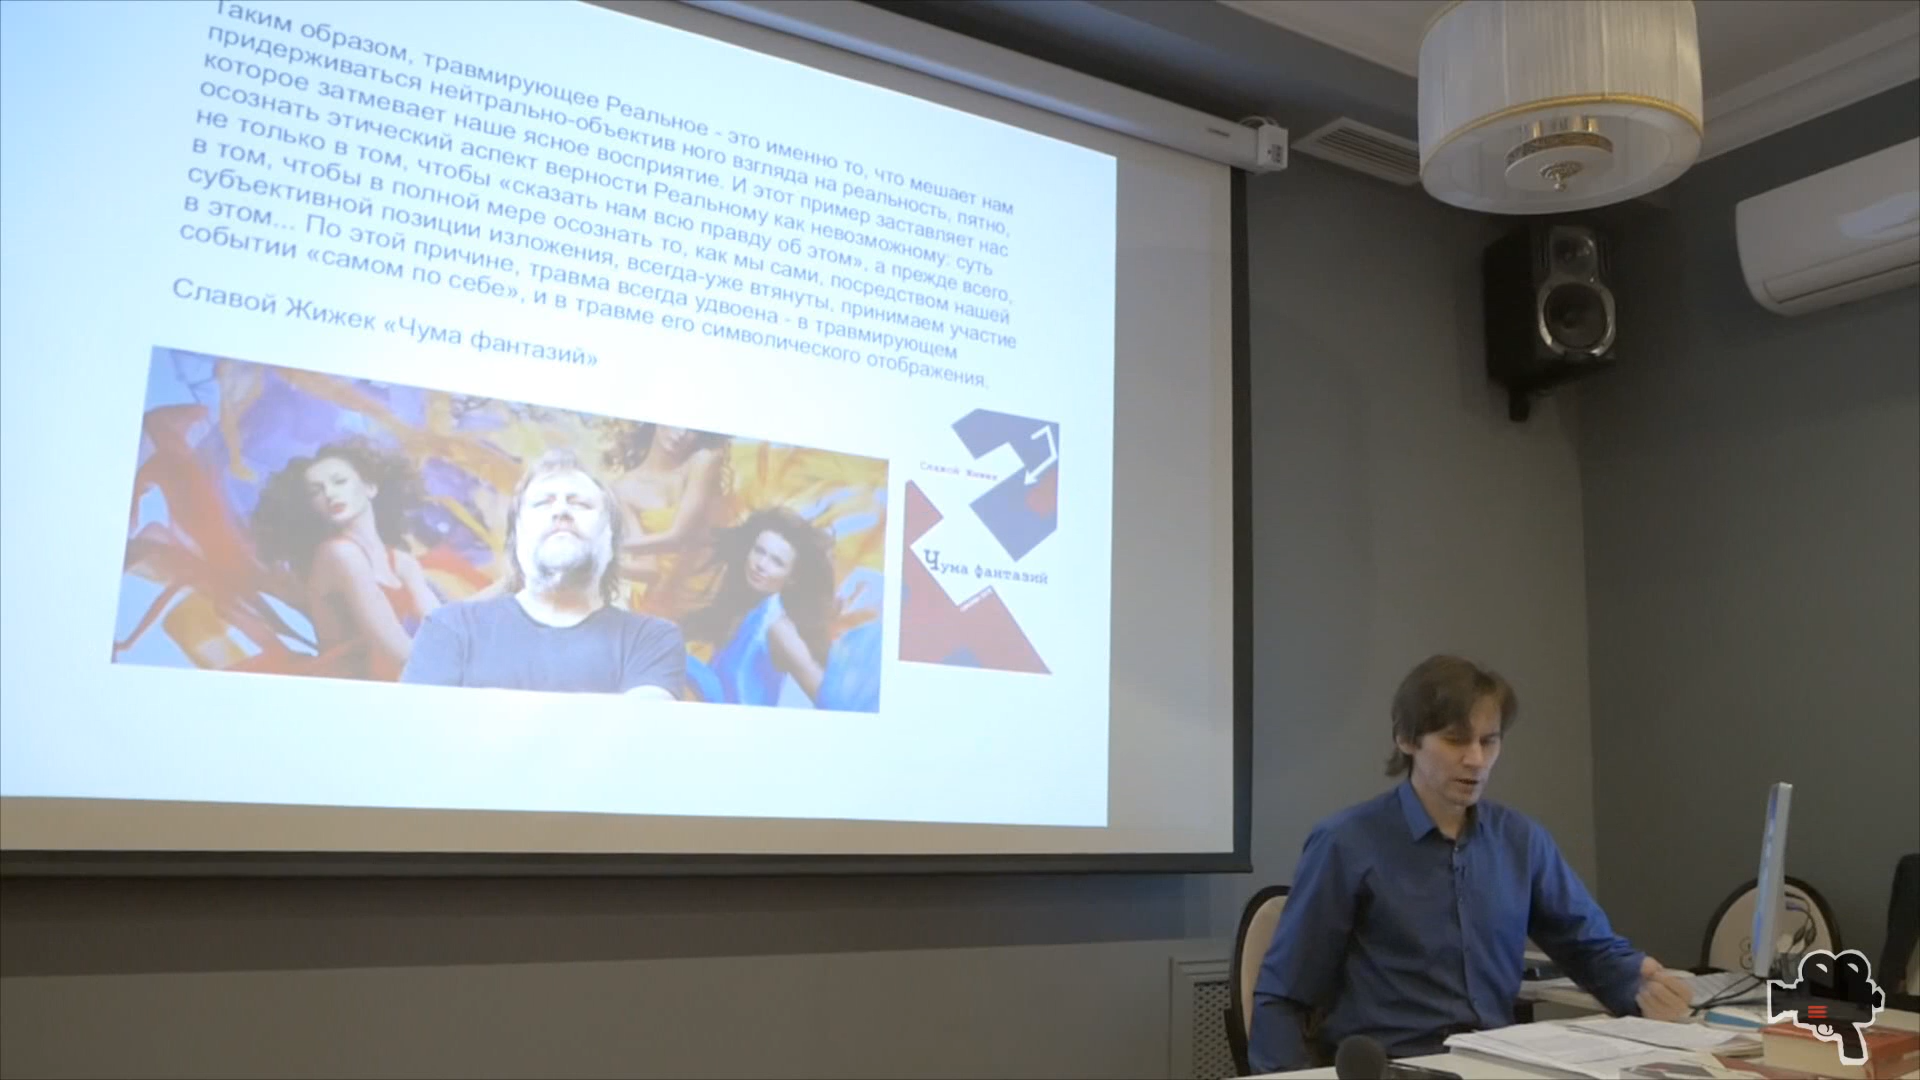 Таким образом, травмирующее Реальное - это именно то, что мешает нам
придерживаться нейтрально-объектив ного взгляда на реальность, пятно,
которое затмевает наше ясное восприятие. И этот пример заставляет нас
осознать этический аспект верности Реальному как невозможному: суть
не только в том, чтобы «сказать нам всю правду об этом», а прежде всего,
в том, чтобы в полной мере осознать то, как мы сами, посредством нашей
субъективной позиции изложения, всегда-уже втянуты, принимаем участие
в этом... По этой причине, травма всегда удвоена - в травмирующем
событии «самом по себе», и в травме его символического отображения.
Славой Жижек «Чума фантазий»
Славой Жижек
Чума фантазий